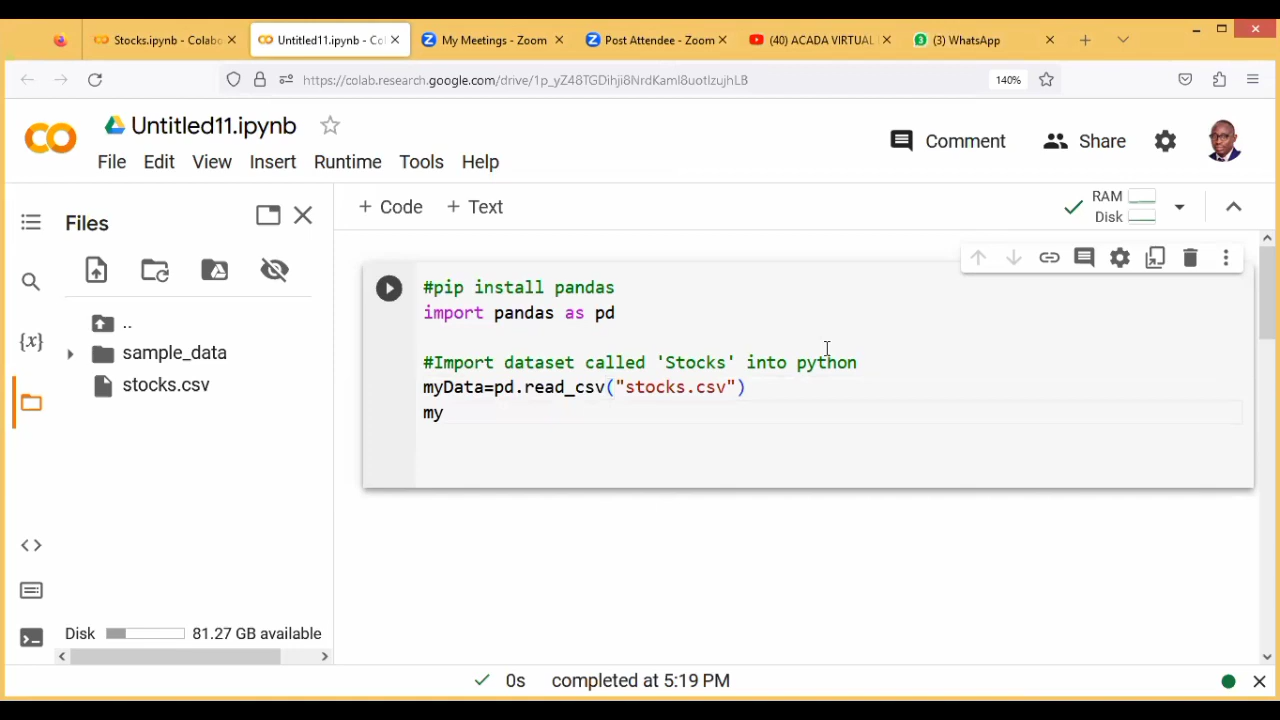 Stocks.ipynb - Colabo
Untitled11.ipynb - Col
My Meetings - Zoom
Post Attendee - Zoom
(40) ACADA VIRTUAL
(3) WhatsApp
https://colab.research.google.com/drive/1p_yZ48TGDihji8NrdKaml8uotlzujhLB
140%
Untitled11.ipynb
Comment
Share
File Edit View Insert Runtime Tools Help
Files
+ Code + Text
RAM
Disk
..
sample_data
stocks.csv
#pip install pandas
import pandas as pd
#Import dataset called 'Stocks' into python
myData=pd.read_csv("stocks.csv")
my
{x}
Disk 81.27 GB available
0s completed at 5:19 PM